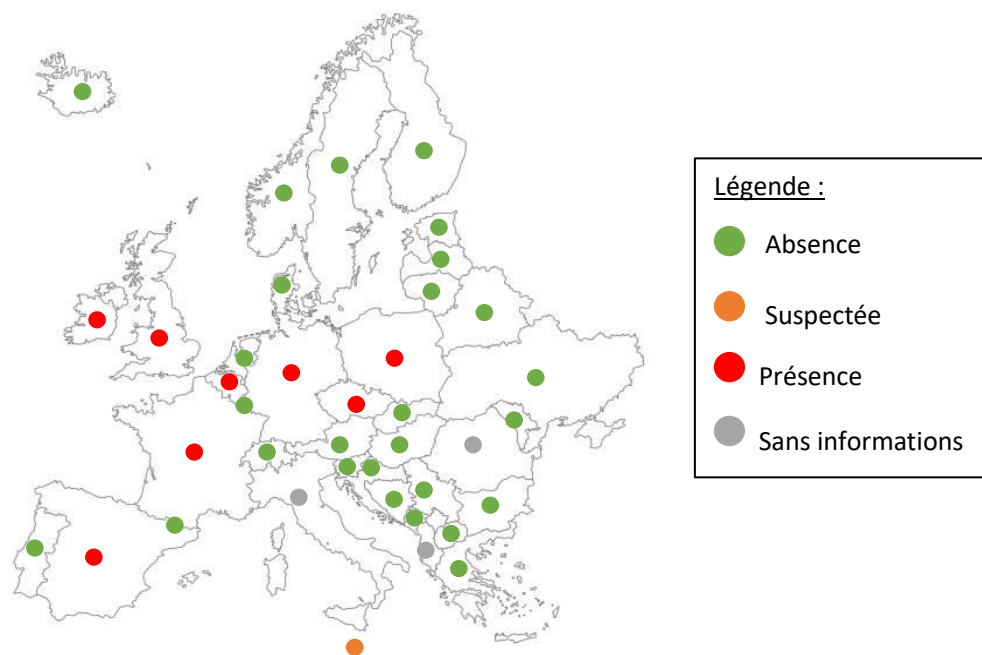 Légende :
Absence
Suspectée
Présence
Sans informations